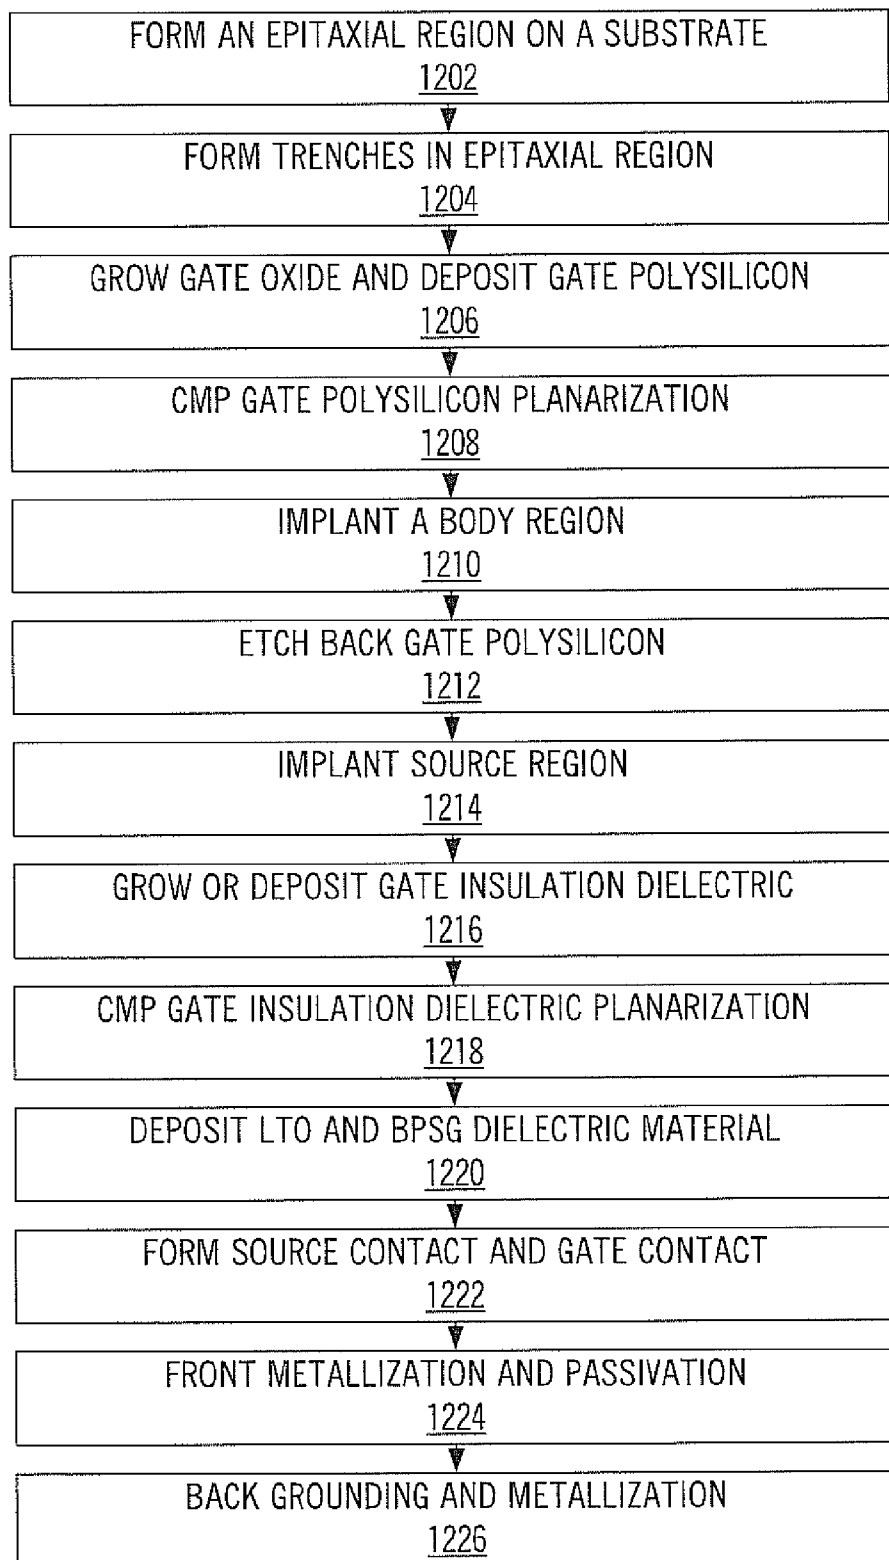 FORM AN EPITAXIAL REGION ON A SUBSTRATE
1202
FORM TRENCHES IN EPITAXIAL REGION
1204
GROW GATE OXIDE AND DEPOSIT GATE POLYSILICON
1206
CMP GATE POLYSILICON PLANARIZATION
1208
IMPLANT A BODY REGION
1210
ETCH BACK GATE POLYSILICON
1212
IMPLANT SOURCE REGION
1214
GROW OR DEPOSIT GATE INSULATION DIELECTRIC
1216
CMP GATE INSULATION DIELECTRIC PLANARIZATION
1218
DEPOSIT LTO AND BPSG DIELECTRIC MATERIAL
1220
FORM SOURCE CONTACT AND GATE CONTACT
1222
FRONT METALLIZATION AND PASSIVATION
1224
BACK GROUNDING AND METALLIZATION
1226